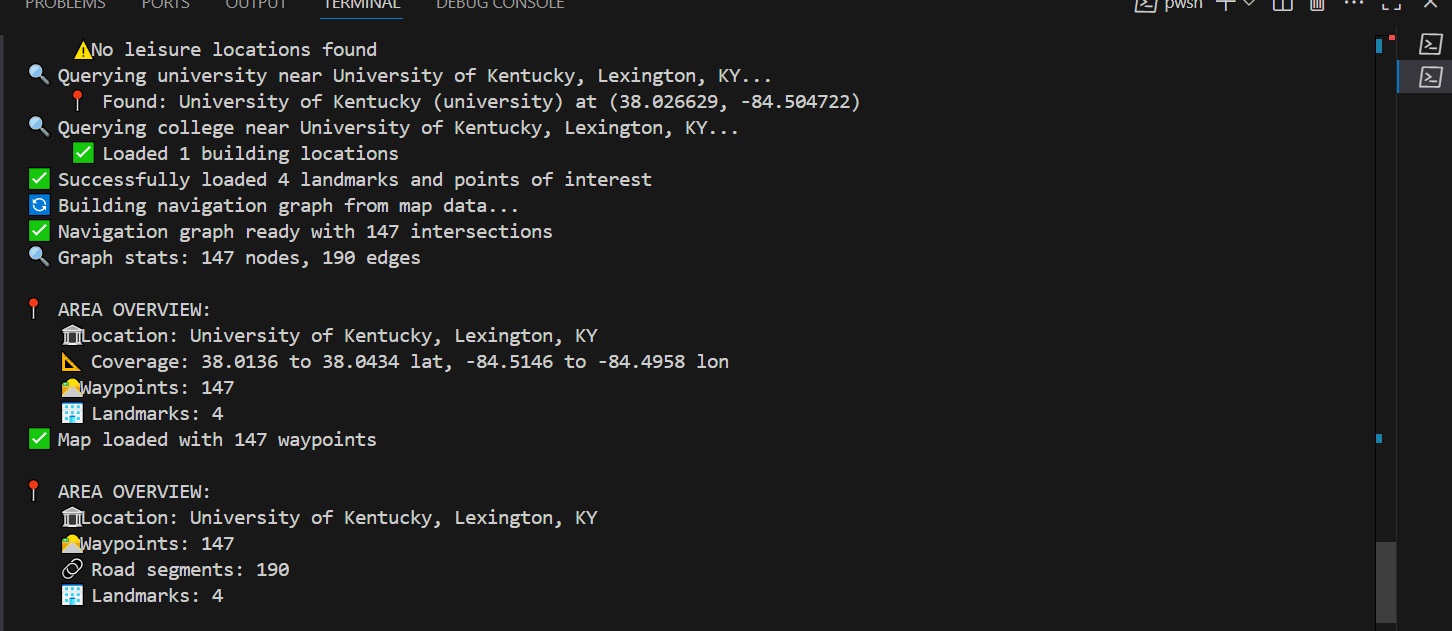 PROBLEMS PORTS OUTPUT TERMINAL DEBUG CONSOLE pwsh
No leisure locations found
Querying university near University of Kentucky, Lexington, KY...
Found: University of Kentucky (university) at (38.026629, -84.504722)
Querying college near University of Kentucky, Lexington, KY...
Loaded 1 building locations
Successfully loaded 4 landmarks and points of interest
Building navigation graph from map data...
Navigation graph ready with 147 intersections
Graph stats: 147 nodes, 190 edges
AREA OVERVIEW:
Location: University of Kentucky, Lexington, KY
Coverage: 38.0136 to 38.0434 lat, -84.5146 to -84.4958 lon
Waypoints: 147
Landmarks: 4
Map loaded with 147 waypoints
AREA OVERVIEW:
Location: University of Kentucky, Lexington, KY
Waypoints: 147
Road segments: 190
Landmarks: 4